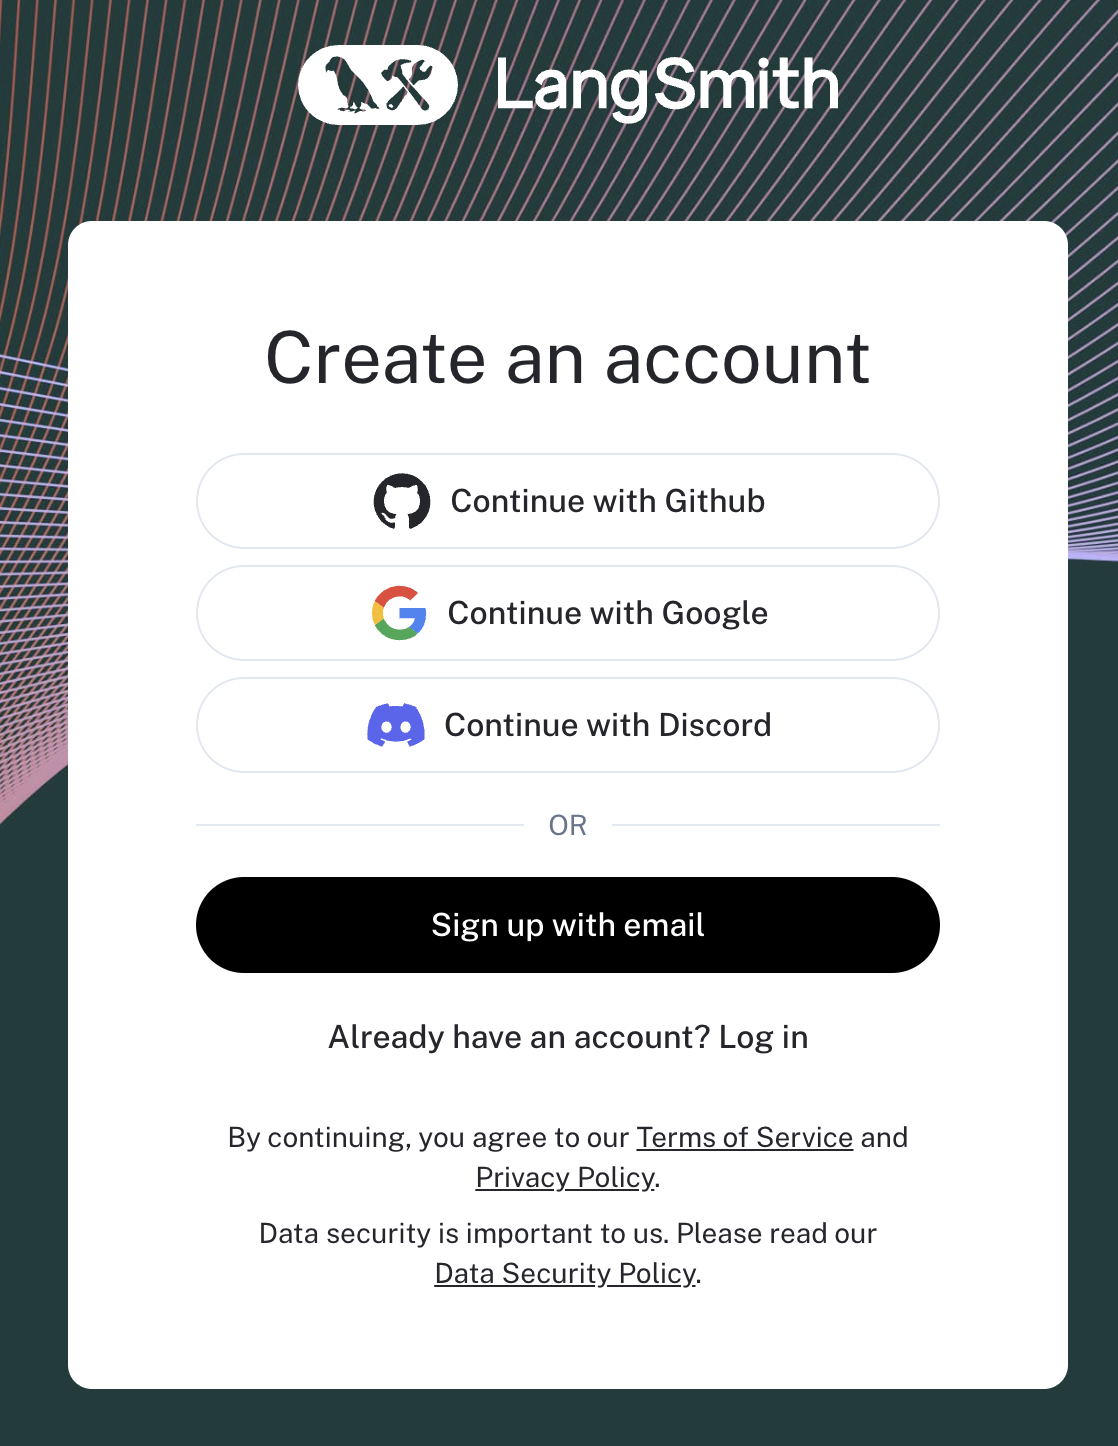 LangSmith
Create an account
Continue with Github
Continue with Google
Continue with Discord
OR
Sign up with email
Already have an account? Log in
By continuing, you agree to our Terms of Service and
Privacy Policy.
Data security is important to us. Please read our
Data Security Policy.